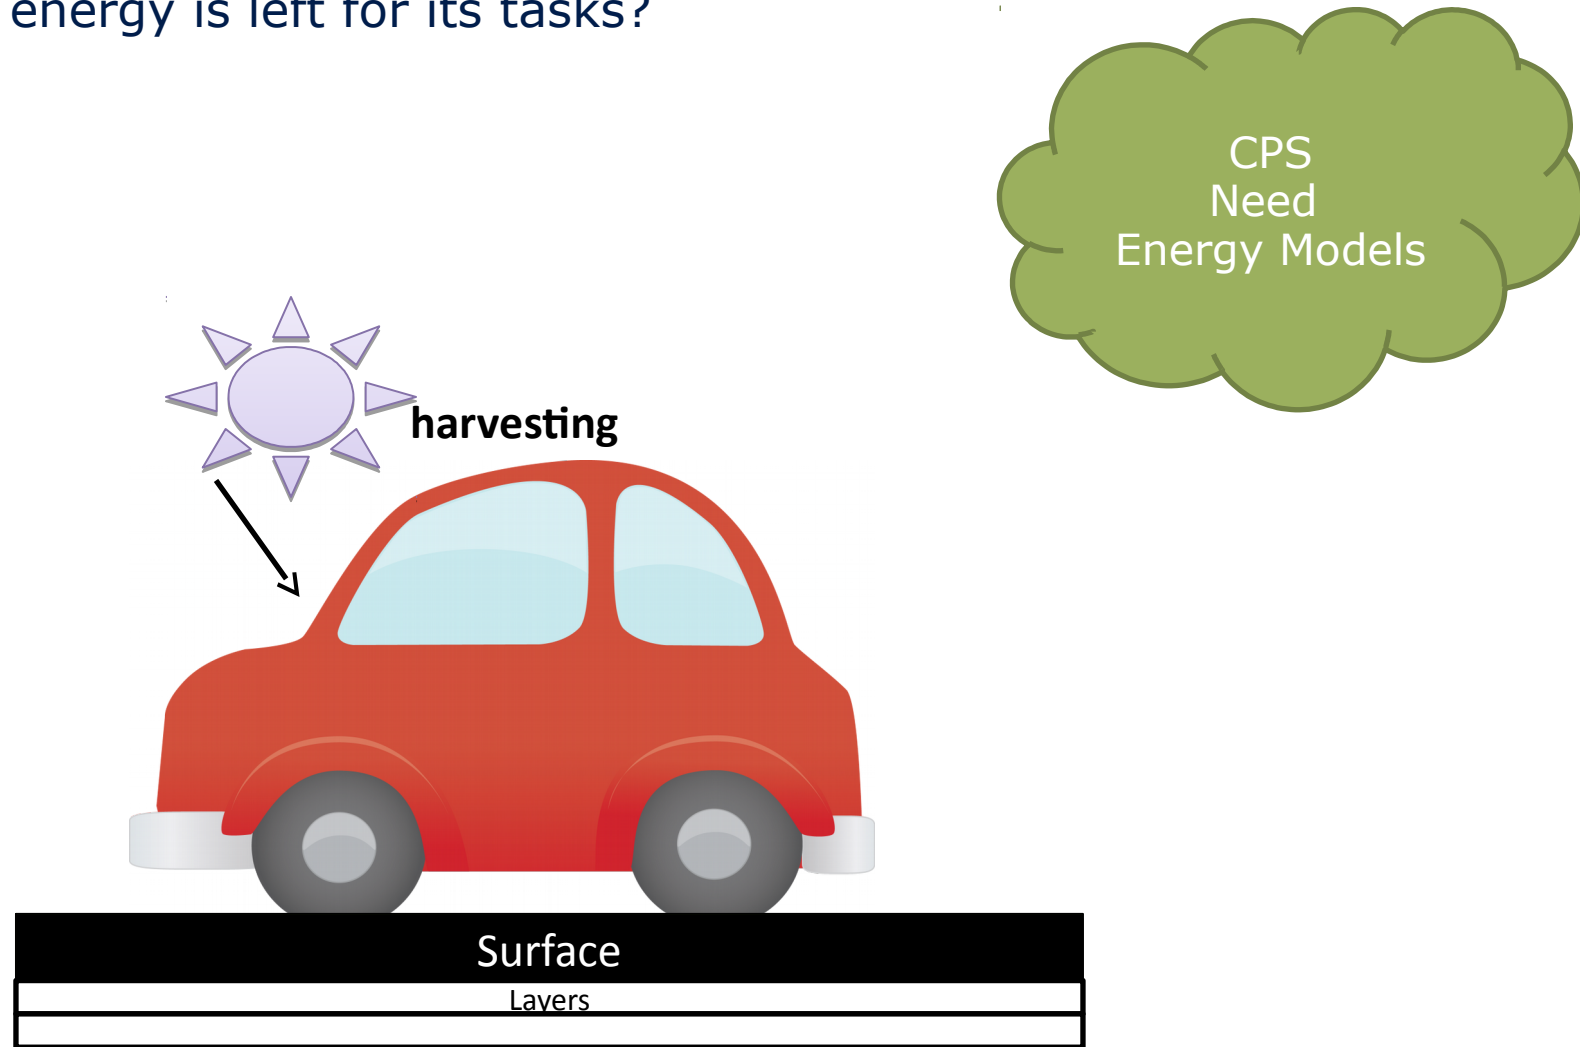 energy is left for its tasks?
CPS
Need
Energy Models
harvesting
Surface
Layers